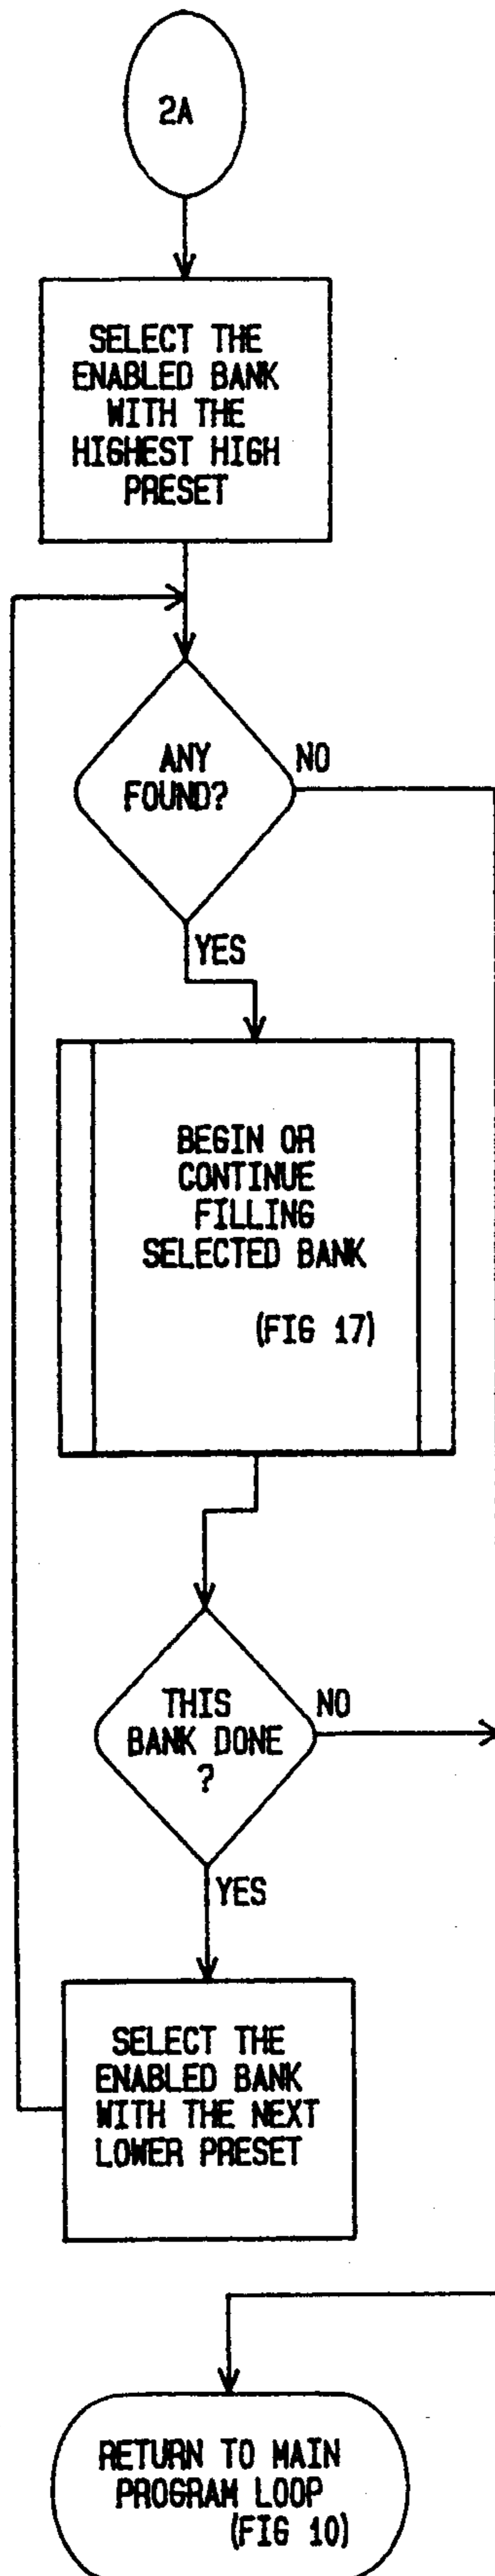 2A
SELECT THE
ENABLED BANK
WITH THE
HIGHEST HIGH
PRESET
ANY
FOUND?
NO
YES
BEGIN OR
CONTINUE
FILLING
SELECTED BANK
(FIG 17)
THIS
BANK DONE
?
NO
YES
SELECT THE
ENABLED BANK
WITH THE NEXT
LOWER PRESET
RETURN TO MAIN
PROGRAM LOOP
(FIG 10)